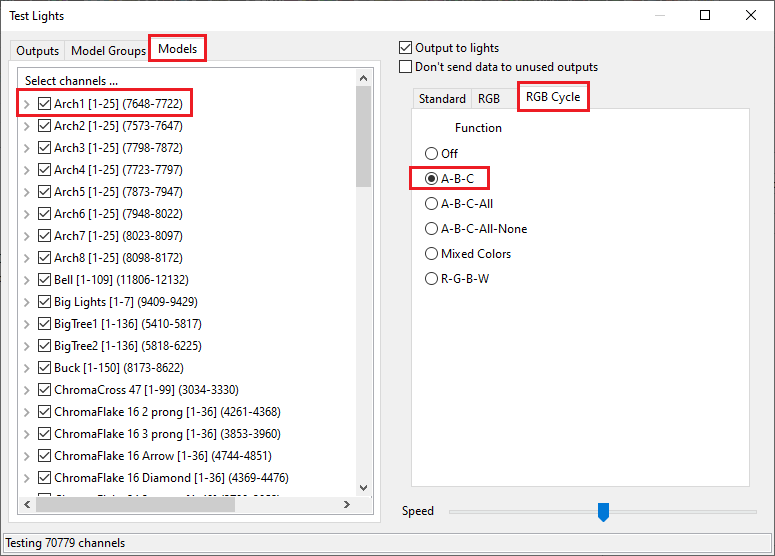 Test Lights
Outputs
Model Groups
Models
Select channels ...
Arch1 [1-25] (7648-7722)
Arch2 [1-25] (7573-7647)
Arch3 [1-25] (7798-7872)
Arch4 [1-25] (7723-7797)
Arch5 [1-25] (7873-7947)
Arch6 [1-25] (7948-8022)
Arch7 [1-25] (8023-8097)
Arch8 [1-25] (8098-8172)
Bell [1-109] (11806-12132)
Big Lights [1-7] (9409-9429)
BigTree1 [1-136] (5410-5817)
BigTree2 [1-136] (5818-6225)
Buck [1-150] (8173-8622)
ChromaCross 47 [1-99] (3034-3330)
ChromaFlake 16 2 prong [1-36] (4261-4368)
ChromaFlake 16 3 prong [1-36] (3853-3960)
ChromaFlake 16 Arrow [1-36] (4744-4851)
ChromaFlake 16 Diamond [1-36] (4369-4476)
Output to lights
Don't send data to unused outputs
Standard
RGB
RGB Cycle
Function
Off
A-B-C
A-B-C-All
A-B-C-All-None
Mixed Colors
R-G-B-W
Speed
Testing 70779 channels